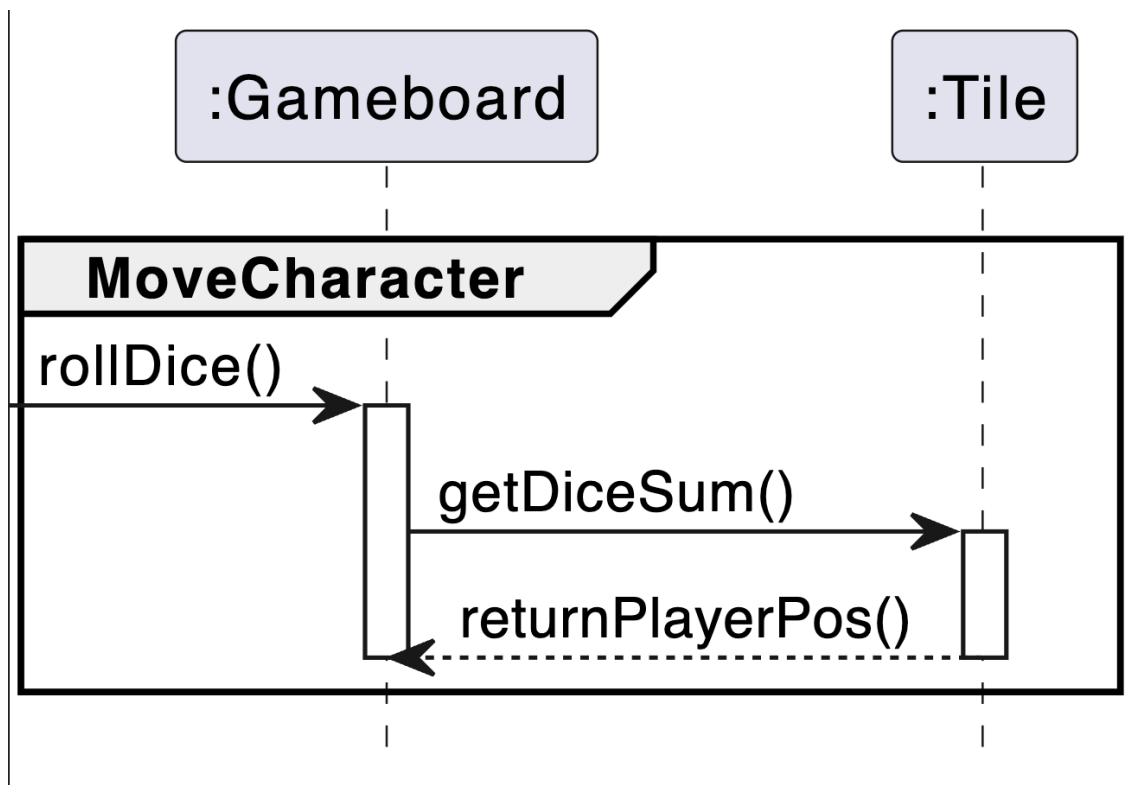 :Gameboard
:Tile
MoveCharacter
rollDice()
getDiceSum()
returnPlayerPos()